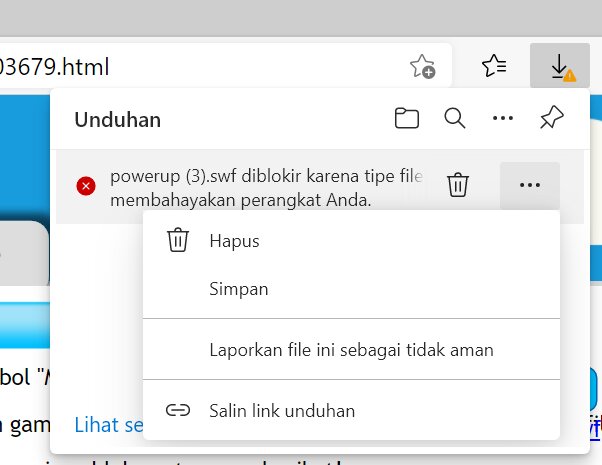 03679.html
Unduhan
powerup (3).swf diblokir karena tipe file
membahayakan perangkat Anda.
Hapus
Simpan
Laporkan file ini sebagai tidak aman
bol "M
gam
Lihat se
Salin link unduhan